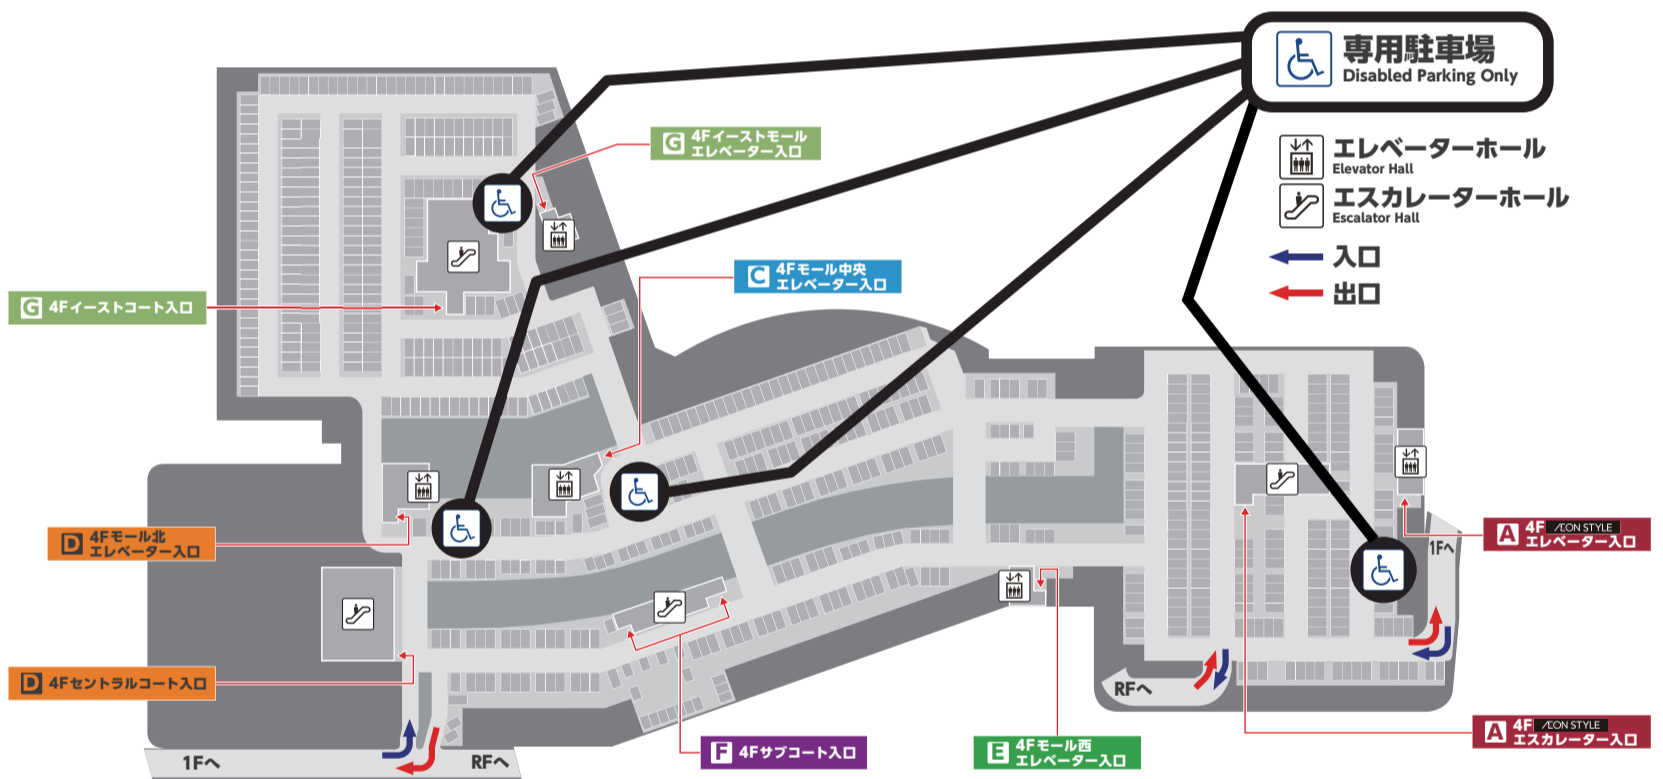 専用駐車場
Disabled Parking Only
エレベーターホール
Elevator Hall
エスカレーターホール
Escalator Hall
入口
出口
G 4Fイーストモール
エレベーター入口
C 4Fモール中央
エレベーター入口
G 4Fイーストコート入口
D 4Fモール北
エレベーター入口
A 4F ÆON STYLE
エレベーター入口
1Fへ
D 4Fセントラルコート入口
RFへ
A 4F ÆON STYLE
エスカレーター入口
F 4Fサブコート入口
E 4Fモール西
エレベーター入口
1Fへ
RFへ